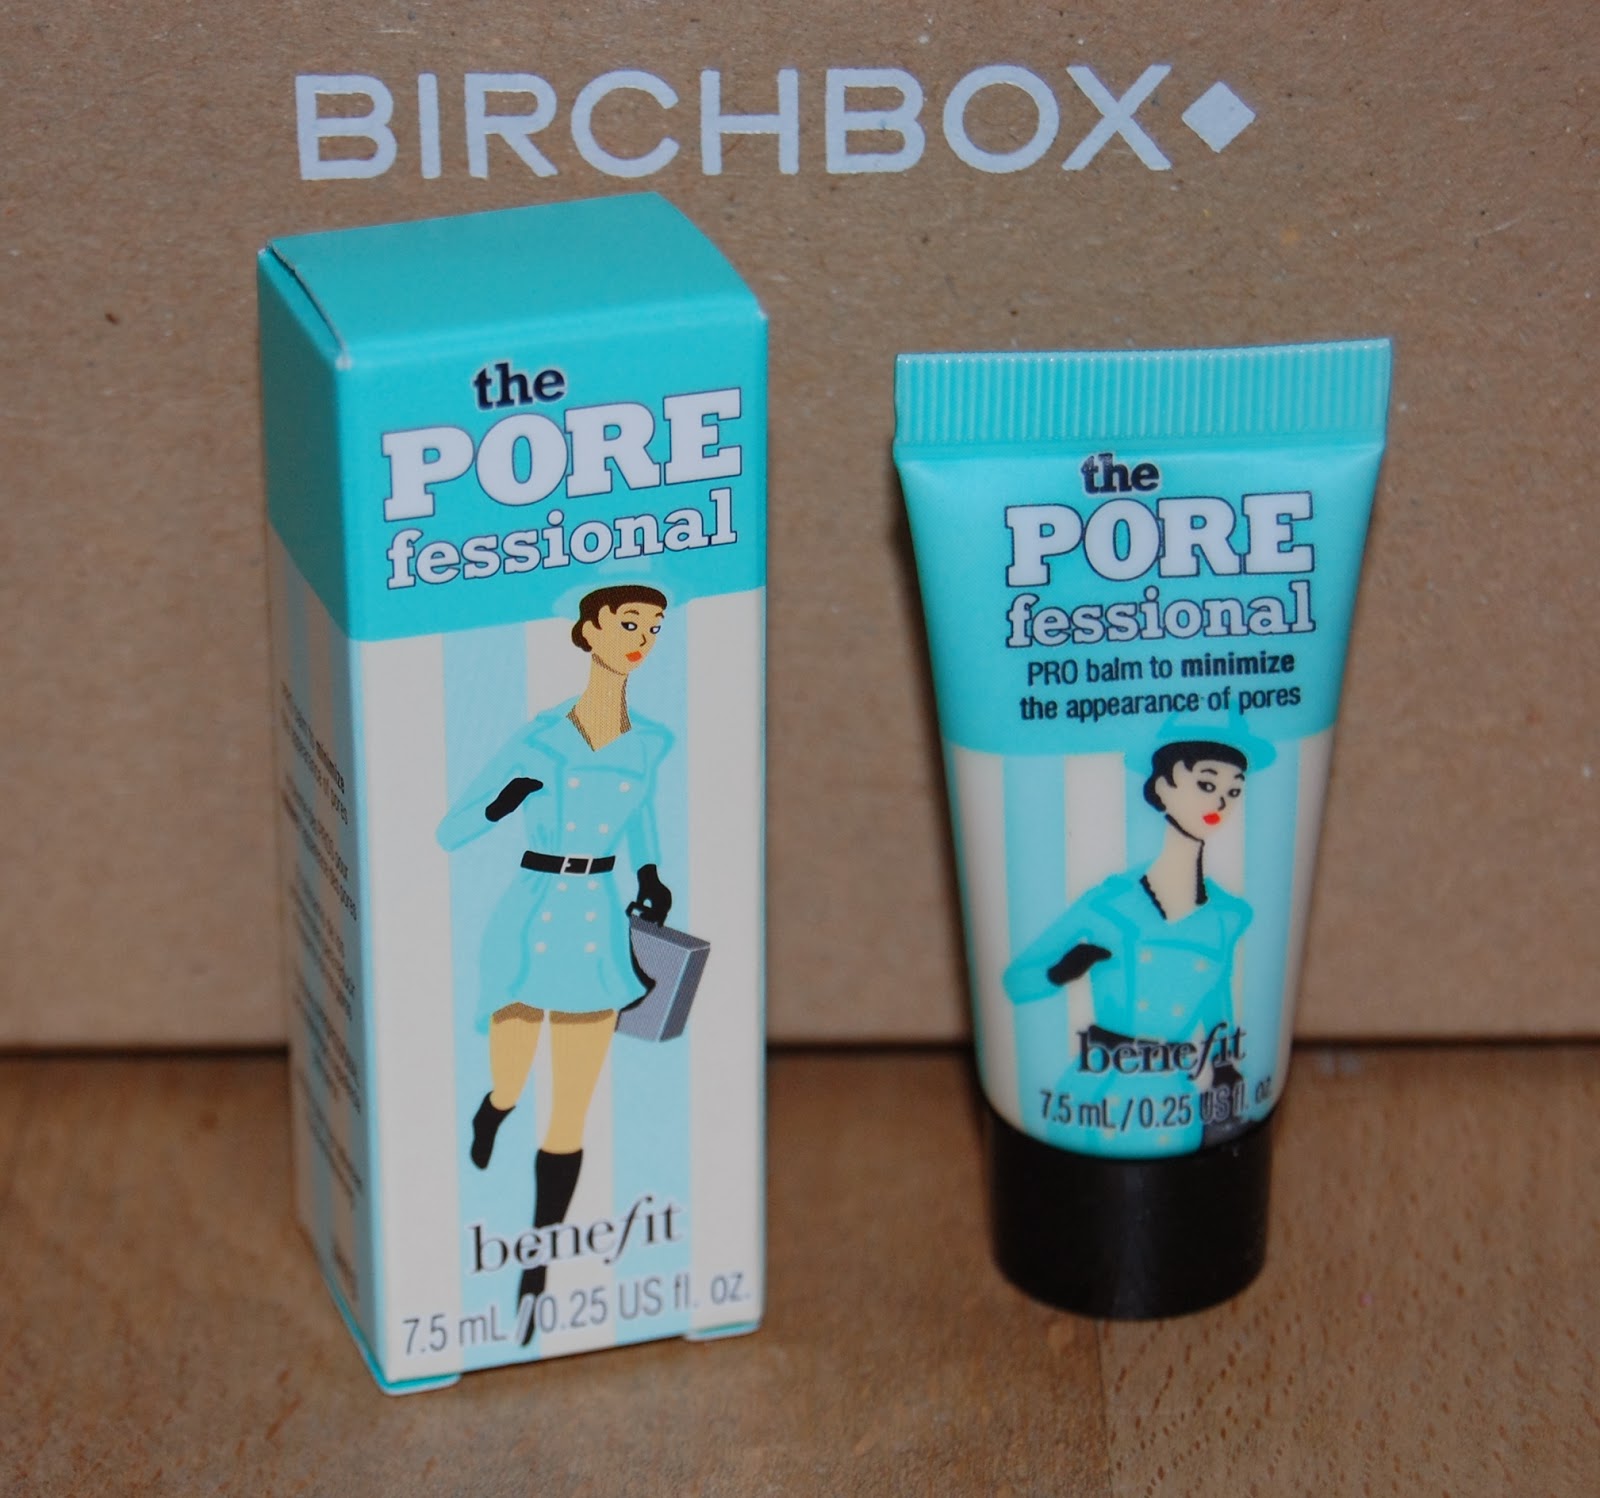 BIRCHBOX
the
PORE
fessional
benefit
7.5 mL / 0.25 US fl. oz.
minimize
the
PORE
fessional
PRO balm to minimize
the appearance of pores
benefit
7.5 mL / 0.25 US fl. oz.